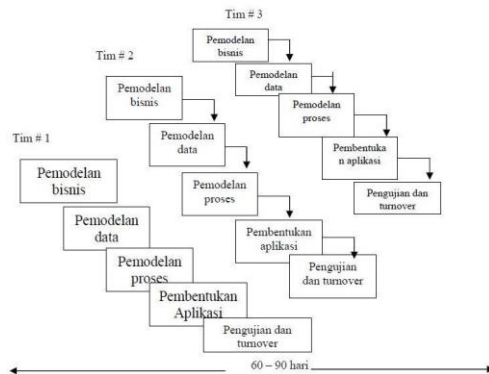 Tim # 3
Pemodelan
bisnis
Pemodelan
data
Pemodelan
proses
Pembentuka
n aplikasi
Pengujian dan
turnover
Tim # 2
Pemodelan
bisnis
Pemodelan
data
Pemodelan
proses
Pembentukan
aplikasi
Pengujian
dan turnover
Tim # 1
Pemodelan
bisnis
Pemodelan
data
Pemodelan
proses
Pembentukan
Aplikasi
Pengujian dan
turnover
60 – 90 hari